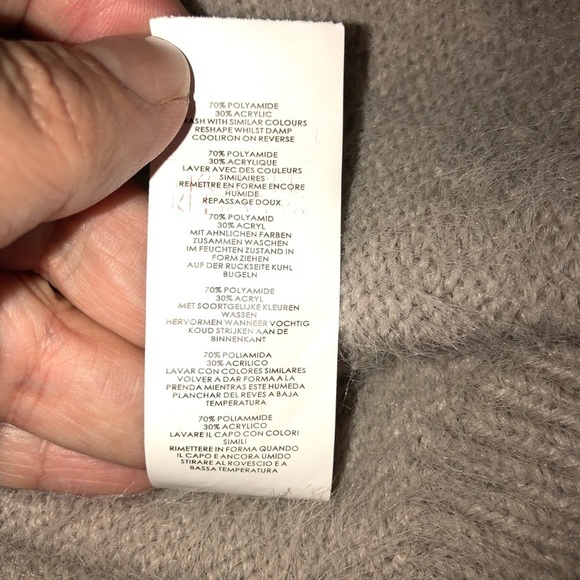 70% POLYAMIDE
30% ACRYLIC
WASH WITH SIMILAR COLOURS
RESHAPE WHILST DAMP
COOLIRON ON REVERSE
70% POLYAMIDE
30% ACRYLIQUE
LAVER AVEC DES COULEURS
SIMILAIRES
REMETTRE EN FORME ENCORE
HUMIDE
REPASSAGE DOUX
70% POLYAMID
30% ACRYL
MIT AHNLICHEN FARBEN
ZUSAMMEN WASCHEN
IM FEUCHTEN ZUSTAND IN
FORM ZIEHEN
AUF DER RUCKSEITE KUHL
BUGELN
70% POLYAMIDE
30% ACRYL
MET SOORTGELIJKE KLEUREN
WASSEN
HERVORMEN WANNEER VOCHTIG
KOUD STRIJKEN AAN DE
BINNENKANT
70% POLIAMIDA
30% ACRILICO
LAVAR CON COLORES SIMILARES
VOLVER A DAR FORMA A LA
PRENDA MIENTRAS ESTE HUMEDA
PLANCHAR DEL REVES A BAJA
TEMPERATURA
70% POLIAMMIDE
30% ACRYLICO
LAVARE IL CAPO CON COLORI
SIMILI
RIMETTERE IN FORMA QUANDO
IL CAPO E ANCORA UMIDO
STIRARE AL ROVESCIO E A
BASSA TEMPERATURA